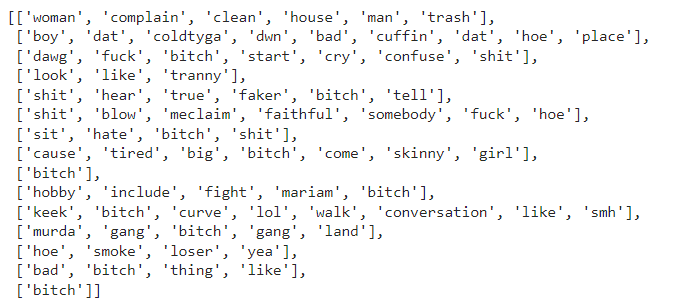 [['woman', 'complain', 'clean', 'house', 'man', 'trash'],
['boy', 'dat', 'coldtyga', 'dwn', 'bad', 'cuffin', 'dat', 'hoe', 'place'],
['dawg', 'fuck', 'bitch', 'start', 'cry', 'confuse', 'shit'],
['look', 'like', 'tranny'],
['shit', 'hear', 'true', 'faker', 'bitch', 'tell'],
['shit', 'blow', 'meclaim', 'faithful', 'somebody', 'fuck', 'hoe'],
['sit', 'hate', 'bitch', 'shit'],
['cause', 'tired', 'big', 'bitch', 'come', 'skinny', 'girl'],
['bitch'],
['hobby', 'include', 'fight', 'mariam', 'bitch'],
['keek', 'bitch', 'curve', 'lol', 'walk', 'conversation', 'like', 'smh'],
['murda', 'gang', 'bitch', 'gang', 'land'],
['hoe', 'smoke', 'loser', 'yea'],
['bad', 'bitch', 'thing', 'like'],
['bitch']]